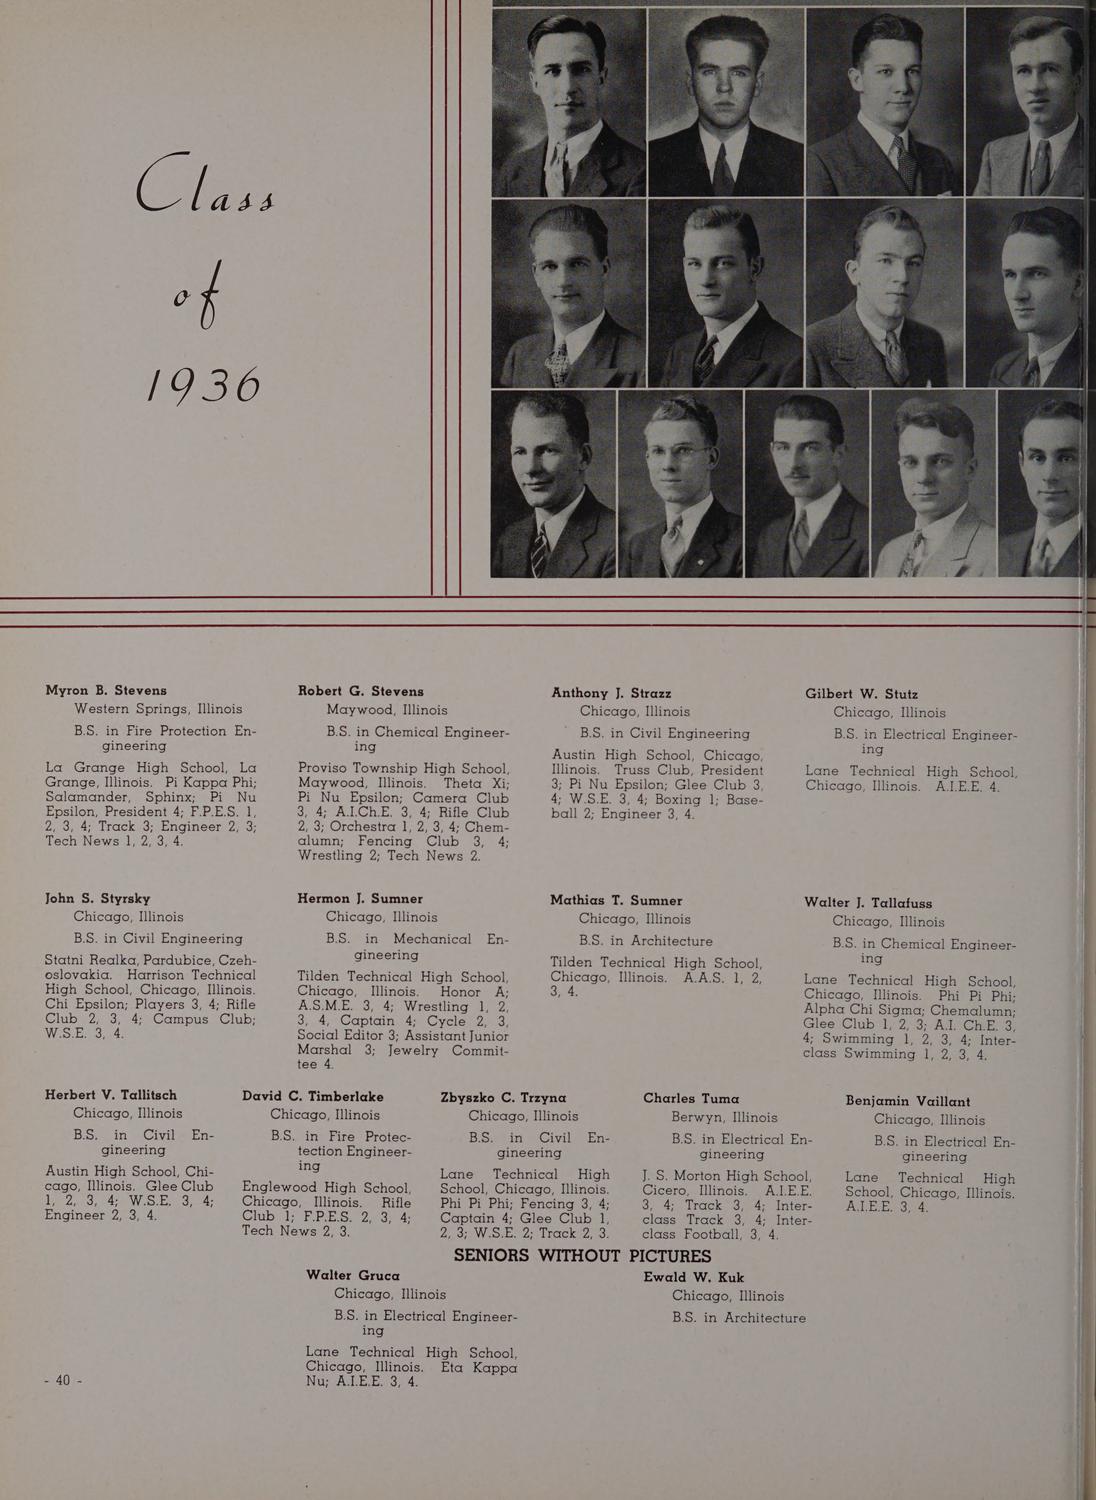 Class
of
1936
Myron B. Stevens
Western Springs, Illinois
B.S. in Fire Protection En-
gineering
La Grange High School, La
Grange, Illinois. Pi Kappa Phi;
Salamander, Sphinx; Pi Nu
Epsilon, President 4; F.P.E.S. 1,
2, 3, 4; Track 3; Engineer 2, 3;
Tech News 1, 2, 3, 4.
Robert G. Stevens
Maywood, Illinois
B.S. in Chemical Engineer-
ing
Proviso Township High School,
Maywood, Illinois. Theta Xi;
Pi Nu Epsilon; Camera Club
3, 4; A.I.Ch.E. 3, 4; Rifle Club
2, 3; Orchestra 1, 2, 3, 4; Chem-
alumn; Fencing Club 3, 4;
Wrestling 2; Tech News 2.
Anthony J. Strazz
Chicago, Illinois
B.S. in Civil Engineering
Austin High School, Chicago,
Illinois. Truss Club, President
3; Pi Nu Epsilon; Glee Club 3,
4; W.S.E. 3, 4; Boxing 1; Base-
ball 2; Engineer 3, 4.
Gilbert W. Stutz
Chicago, Illinois
B.S. in Electrical Engineer-
ing
Lane Technical High School,
Chicago, Illinois. A.I.E.E. 4.
John S. Styrsky
Chicago, Illinois
B.S. in Civil Engineering
Statni Realka, Pardubice, Czeh-
oslovakia. Harrison Technical
High School, Chicago, Illinois.
Chi Epsilon; Players 3, 4; Rifle
Club 2, 3, 4; Campus Club;
W.S.E. 3, 4.
Hermon J. Sumner
Chicago, Illinois
B.S. in Mechanical En-
gineering
Tilden Technical High School,
Chicago, Illinois. Honor A;
A.S.M.E. 3, 4; Wrestling 1, 2,
3, 4, Captain 4; Cycle 2, 3,
Social Editor 3; Assistant Junior
Marshal 3; Jewelry Commit-
tee 4.
Mathias T. Sumner
Chicago, Illinois
B.S. in Architecture
Tilden Technical High School,
Chicago, Illinois. A.A.S. 1, 2,
3, 4.
Walter J. Tallafuss
Chicago, Illinois
B.S. in Chemical Engineer-
ing
Lane Technical High School,
Chicago, Illinois. Phi Pi Phi;
Alpha Chi Sigma; Chemalumn;
Glee Club 1, 2, 3; A.I. Ch.E. 3,
4; Swimming 1, 2, 3, 4; Inter-
class Swimming 1, 2, 3, 4.
Herbert V. Tallitsch
Chicago, Illinois
B.S. in Civil En-
gineering
Austin High School, Chi-
cago, Illinois. Glee Club
1, 2, 3, 4; W.S.E. 3, 4;
Engineer 2, 3, 4.
David C. Timberlake
Chicago, Illinois
B.S. in Fire Protec-
tection Engineer-
ing
Englewood High School,
Chicago, Illinois. Rifle
Club 1; F.P.E.S. 2, 3, 4;
Tech News 2, 3.
Zbyszko C. Trzyna
Chicago, Illinois
B.S. in Civil En-
gineering
Lane Technical High
School, Chicago, Illinois.
Phi Pi Phi; Fencing 3, 4;
Captain 4; Glee Club 1,
2, 3; W.S.E. 2; Track 2, 3.
Charles Tuma
Berwyn, Illinois
B.S. in Electrical En-
gineering
J. S. Morton High School,
Cicero, Illinois. A.I.E.E.
3, 4; Track 3, 4; Inter-
class Track 3, 4; Inter-
class Football, 3, 4.
Benjamin Vaillant
Chicago, Illinois
B.S. in Electrical En-
gineering
Lane Technical High
School, Chicago, Illinois.
A.I.E.E. 3, 4.
SENIORS WITHOUT PICTURES
Walter Gruca
Chicago, Illinois
B.S. in Electrical Engineer-
ing
Lane Technical High School,
Chicago, Illinois. Eta Kappa
Nu; A.I.E.E. 3, 4.
Ewald W. Kuk
Chicago, Illinois
B.S. in Architecture
- 40 -